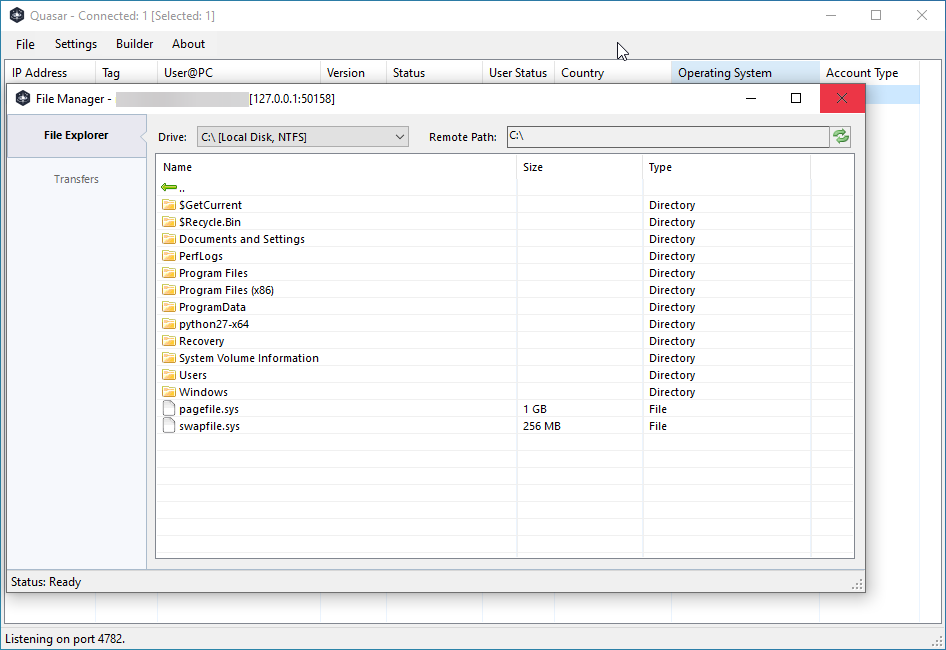 Quasar - Connected: 1 [Selected: 1]
File Settings Builder About
IP Address Tag User@PC Version Status User Status Country Operating System Account Type
File Manager - [127.0.0.1:50158]
File Explorer
Transfers
Drive: C:\ [Local Disk, NTFS] Remote Path: C:\
Name Size Type
..
$GetCurrent Directory
$Recycle.Bin Directory
Documents and Settings Directory
PerfLogs Directory
Program Files Directory
Program Files (x86) Directory
ProgramData Directory
python27-x64 Directory
Recovery Directory
System Volume Information Directory
Users Directory
Windows Directory
pagefile.sys 1 GB File
swapfile.sys 256 MB File
Status: Ready
Listening on port 4782.